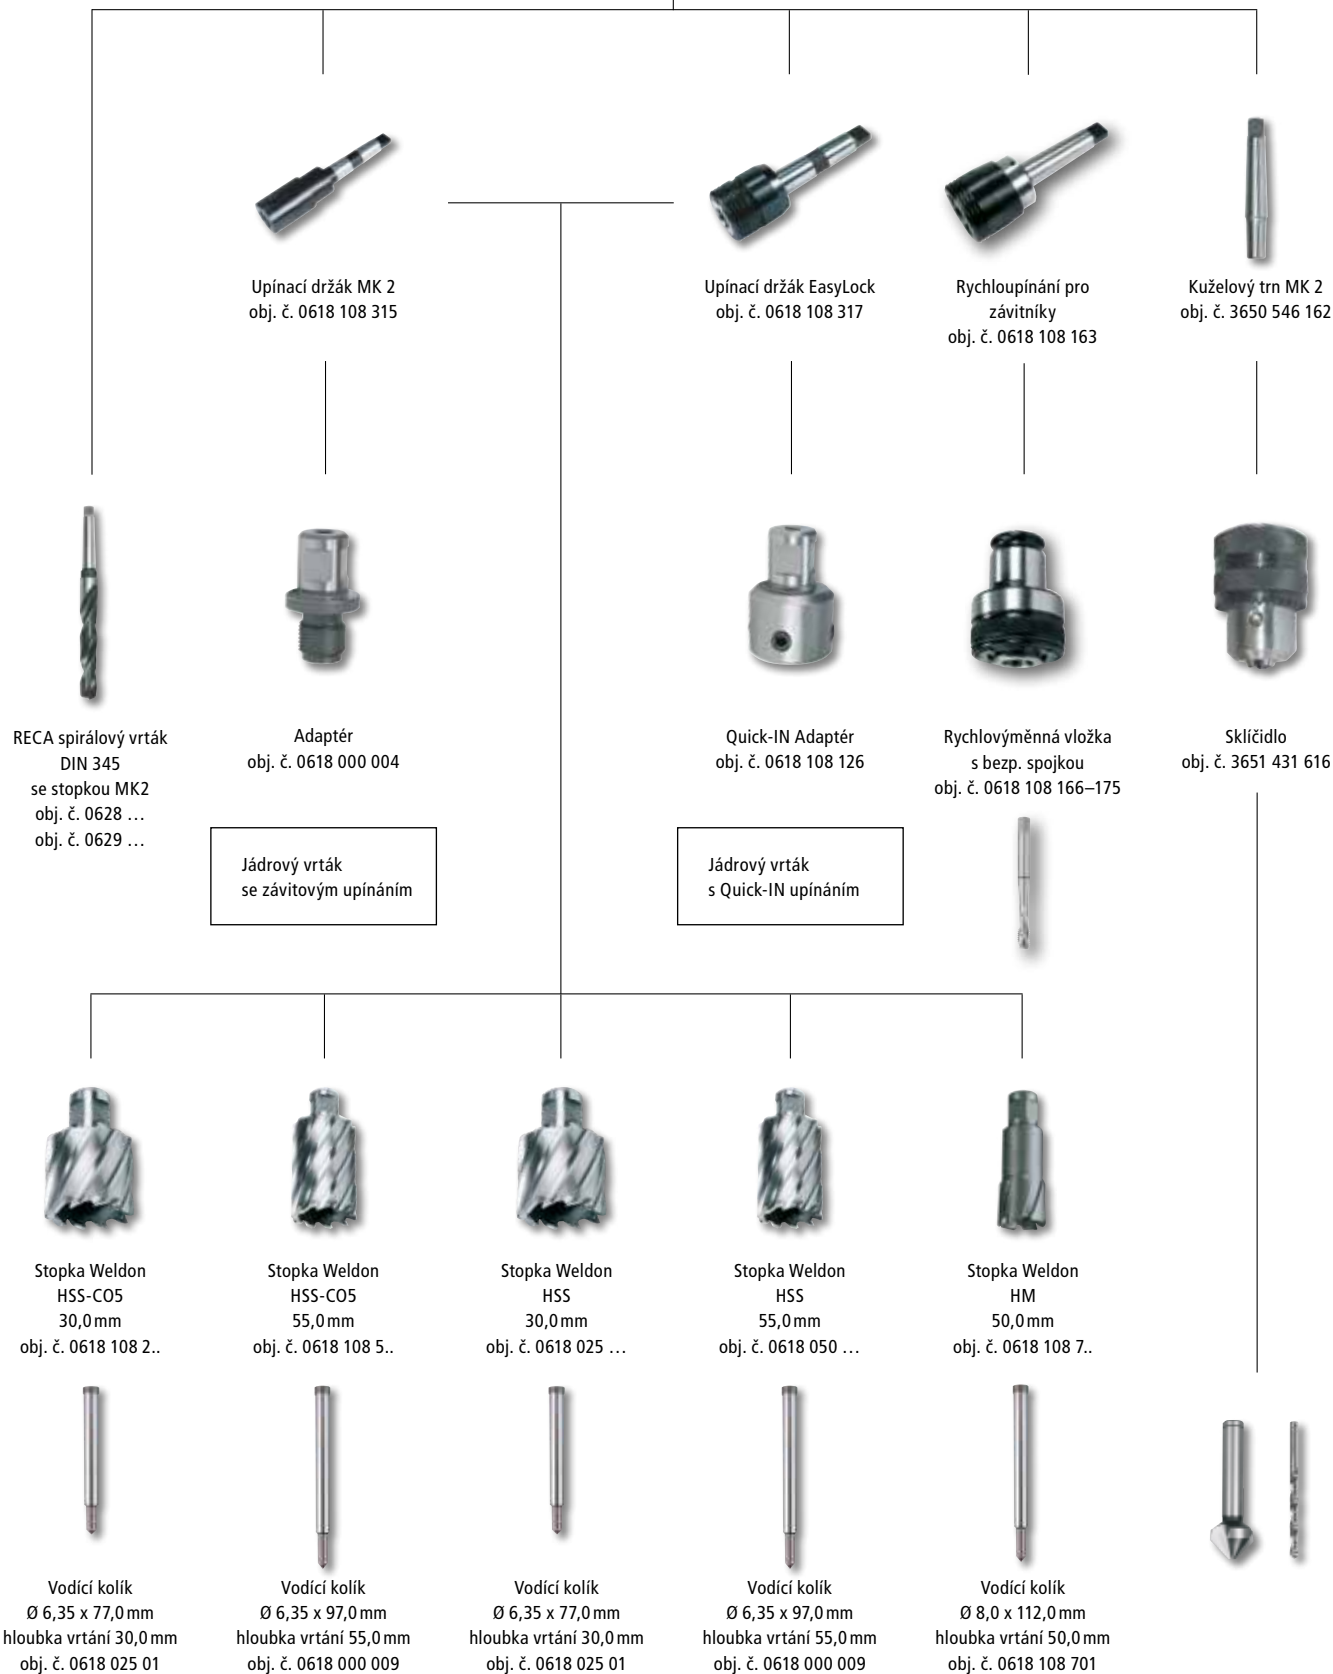 Upínací držák MK 2
obj. č. 0618 108 315
Upínací držák EasyLock
obj. č. 0618 108 317
Rychloupínání pro
závitníky
obj. č. 0618 108 163
Kuželový trn MK 2
obj. č. 3650 546 162
RECA spirálový vrták
DIN 345
se stopkou MK2
obj. č. 0628 …
obj. č. 0629 …
Adaptér
obj. č. 0618 000 004
Quick-IN Adaptér
obj. č. 0618 108 126
Rychlovýměnná vložka
s bezp. spojkou
obj. č. 0618 108 166–175
Sklíčidlo
obj. č. 3651 431 616
Jádrový vrták
se závitovým upínáním
Jádrový vrták
s Quick-IN upínáním
Stopka Weldon
HSS-CO5
30,0 mm
obj. č. 0618 108 2..
Stopka Weldon
HSS-CO5
55,0 mm
obj. č. 0618 108 5..
Stopka Weldon
HSS
30,0 mm
obj. č. 0618 025 …
Stopka Weldon
HSS
55,0 mm
obj. č. 0618 050 …
Stopka Weldon
HM
50,0 mm
obj. č. 0618 108 7..
Vodící kolík
Ø 6,35 x 77,0 mm
hloubka vrtání 30,0 mm
obj. č. 0618 025 01
Vodící kolík
Ø 6,35 x 97,0 mm
hloubka vrtání 55,0 mm
obj. č. 0618 000 009
Vodící kolík
Ø 6,35 x 77,0 mm
hloubka vrtání 30,0 mm
obj. č. 0618 025 01
Vodící kolík
Ø 6,35 x 97,0 mm
hloubka vrtání 55,0 mm
obj. č. 0618 000 009
Vodící kolík
Ø 8,0 x 112,0 mm
hloubka vrtání 50,0 mm
obj. č. 0618 108 701